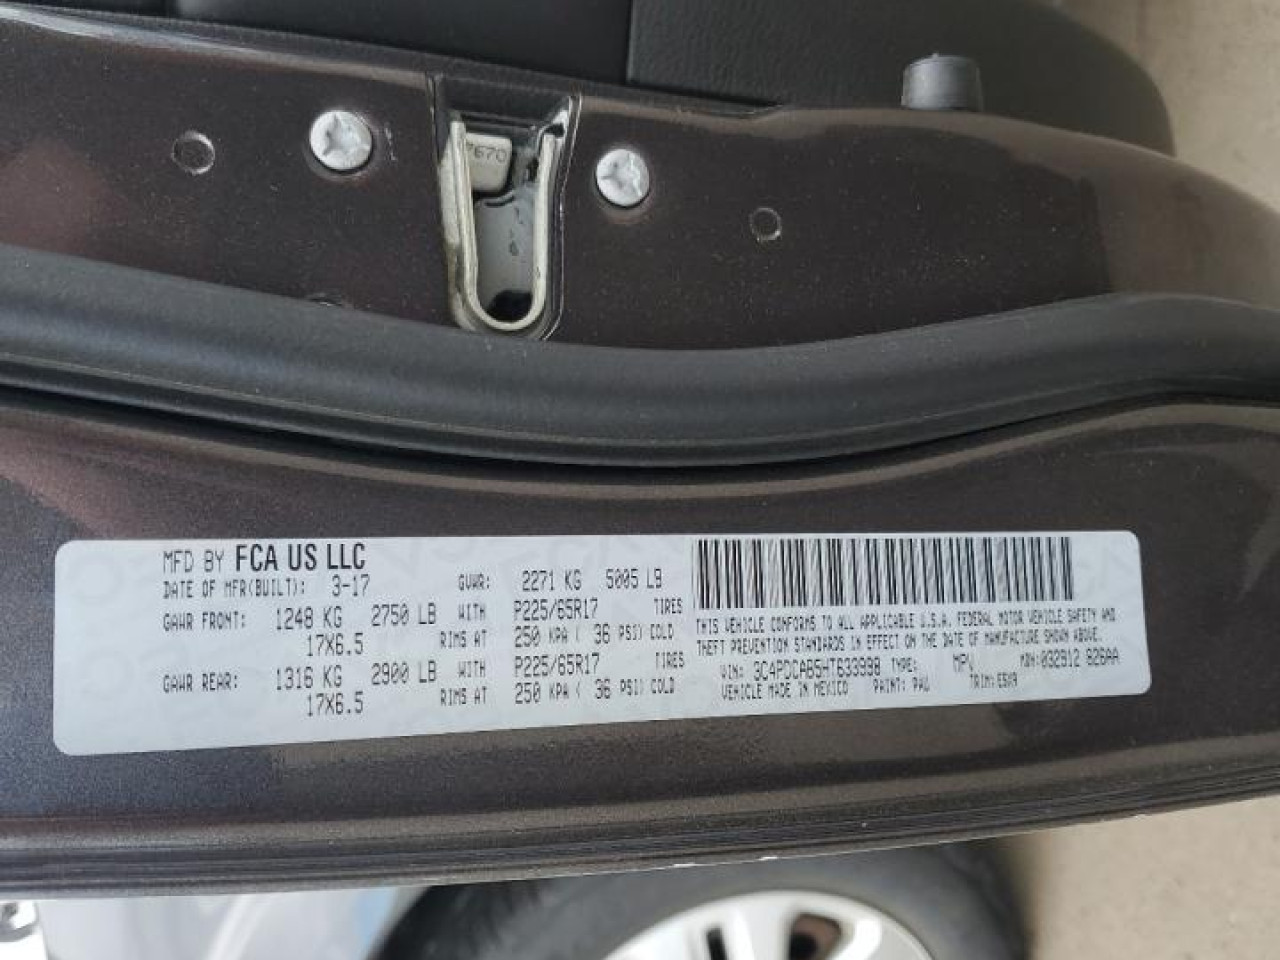 7670
MFD BY FCA US LLC
DATE OF MFR(BUILT): 3-17 GVWR: 2271 KG 5005 LB
GAWR FRONT: 1248 KG 2750 LB WITH P225/65R17 TIRES
17X6.5 RIMS AT 250 KPA ( 36 PSI) COLD
GAWR REAR: 1316 KG 2900 LB WITH P225/65R17 TIRES
17X6.5 RIMS AT 250 KPA ( 36 PSI) COLD
THIS VEHICLE CONFORMS TO ALL APPLICABLE U.S.A. FEDERAL MOTOR VEHICLE SAFETY AND
THEFT PREVENTION STANDARDS IN EFFECT ON THE DATE OF MANUFACTURE SHOWN ABOVE.
VIN: 3C4PDCAB5HT633998 TYPE: MPV MDH:032912 826AA
VEHICLE MADE IN MEXICO PAINT: PAU TRIM:E5X9